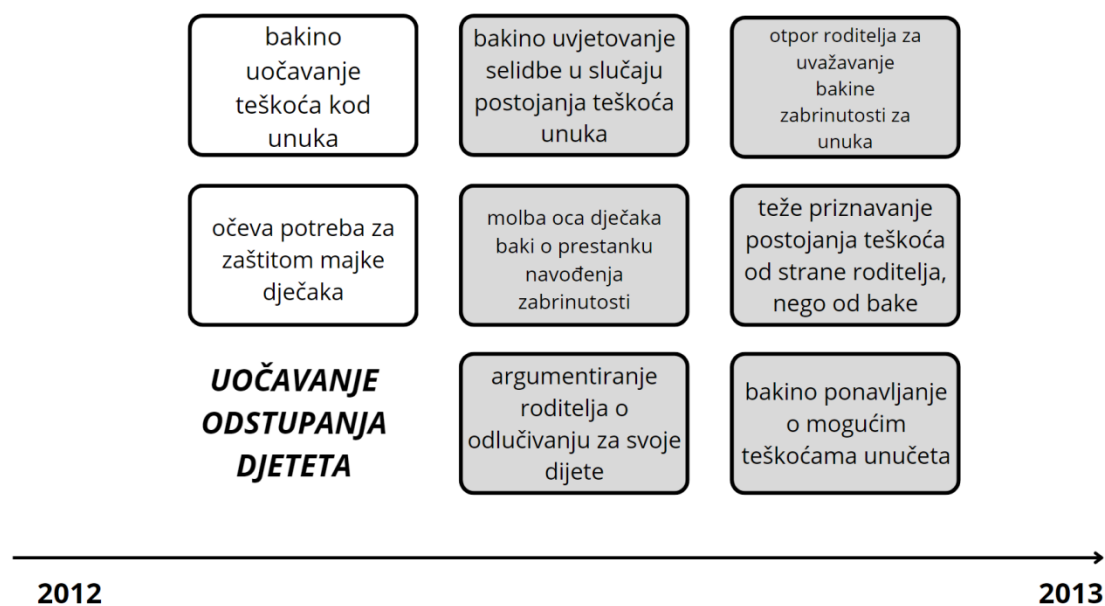 bakino
uočavanje
teškoća kod
unuka
bakino uvjetovanje
selidbe u slučaju
postojanja teškoća
unuka
otpor roditelja za
uvažavanje
bakine
zabrinutosti za
unuka
očeva potreba za
zaštitom majke
dječaka
molba oca dječaka
baki o prestanku
navođenja
zabrinutosti
teže priznavanje
postojanja teškoća
od strane roditelja,
nego od bake
UOČAVANJE
ODSTUPANJA
DJETETA
argumentiranje
roditelja o
odlučivanju za svoje
dijete
bakino ponavljanje
o mogućim
teškoćama unučeta
2012
2013